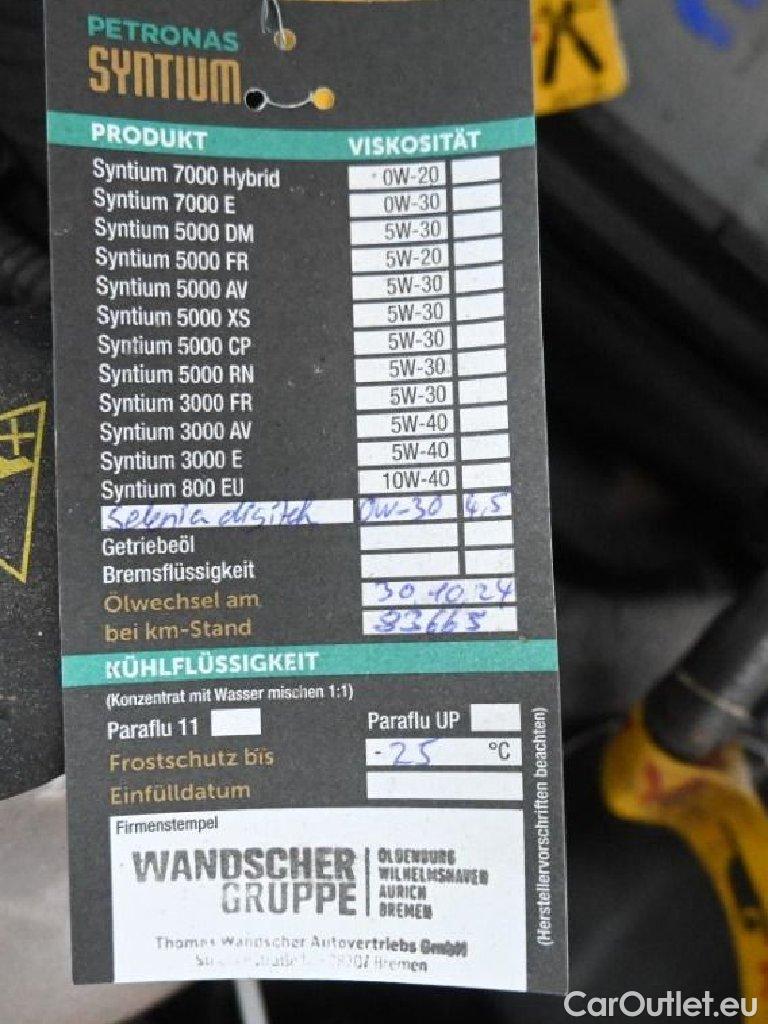 PETRONAS
SYNTIUM
PRODUKT VISKOSITÄT
Syntium 7000 Hybrid 0W-20
Syntium 7000 E 0W-30
Syntium 5000 DM 5W-30
Syntium 5000 FR 5W-20
Syntium 5000 AV 5W-30
Syntium 5000 XS 5W-30
Syntium 5000 CP 5W-30
Syntium 5000 RN 5W-30
Syntium 3000 FR 5W-30
Syntium 3000 AV 5W-40
Syntium 3000 E 5W-40
Syntium 800 EU 10W-40
Selenia digitek 0W-30 4,5
Getriebeöl
Bremsflüssigkeit
Ölwechsel am 30.10.24
bei km-Stand 83665
KÜHLFLÜSSIGKEIT
(Konzentrat mit Wasser mischen 1:1)
Paraflu 11 Paraflu UP
Frostschutz bis -25 °C
Einfülldatum
(Herstellervorschriften beachten)
Firmenstempel
WANDSCHER
GRUPPE
OLDENBURG
WILHELMSHAVEN
AURICH
BREMEN
Thomas Wandscher Autovertriebs GmbH
Bremen
CarOutlet.eu